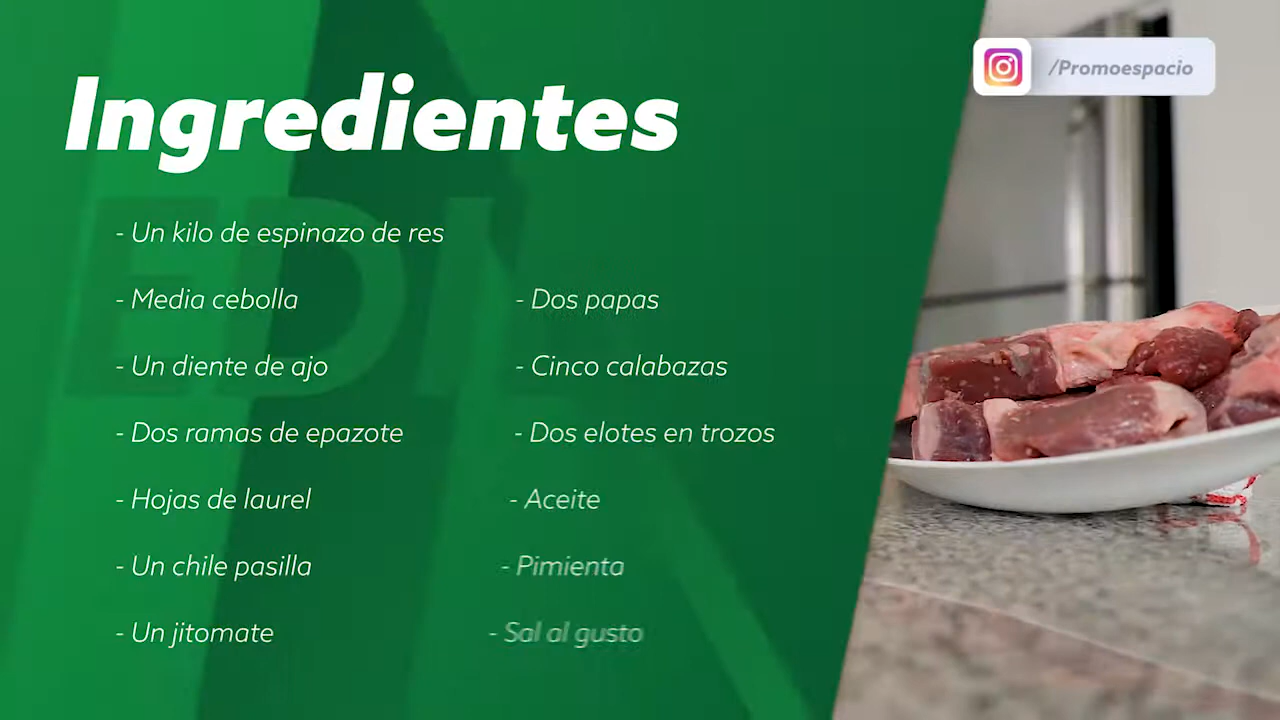 Ingredientes
/Promoespacio
- Un kilo de espinazo de res
- Media cebolla
- Un diente de ajo
- Dos ramas de epazote
- Hojas de laurel
- Un chile pasilla
- Un jitomate
- Dos papas
- Cinco calabazas
- Dos elotes en trozos
- Aceite
- Pimienta
- Sal al gusto